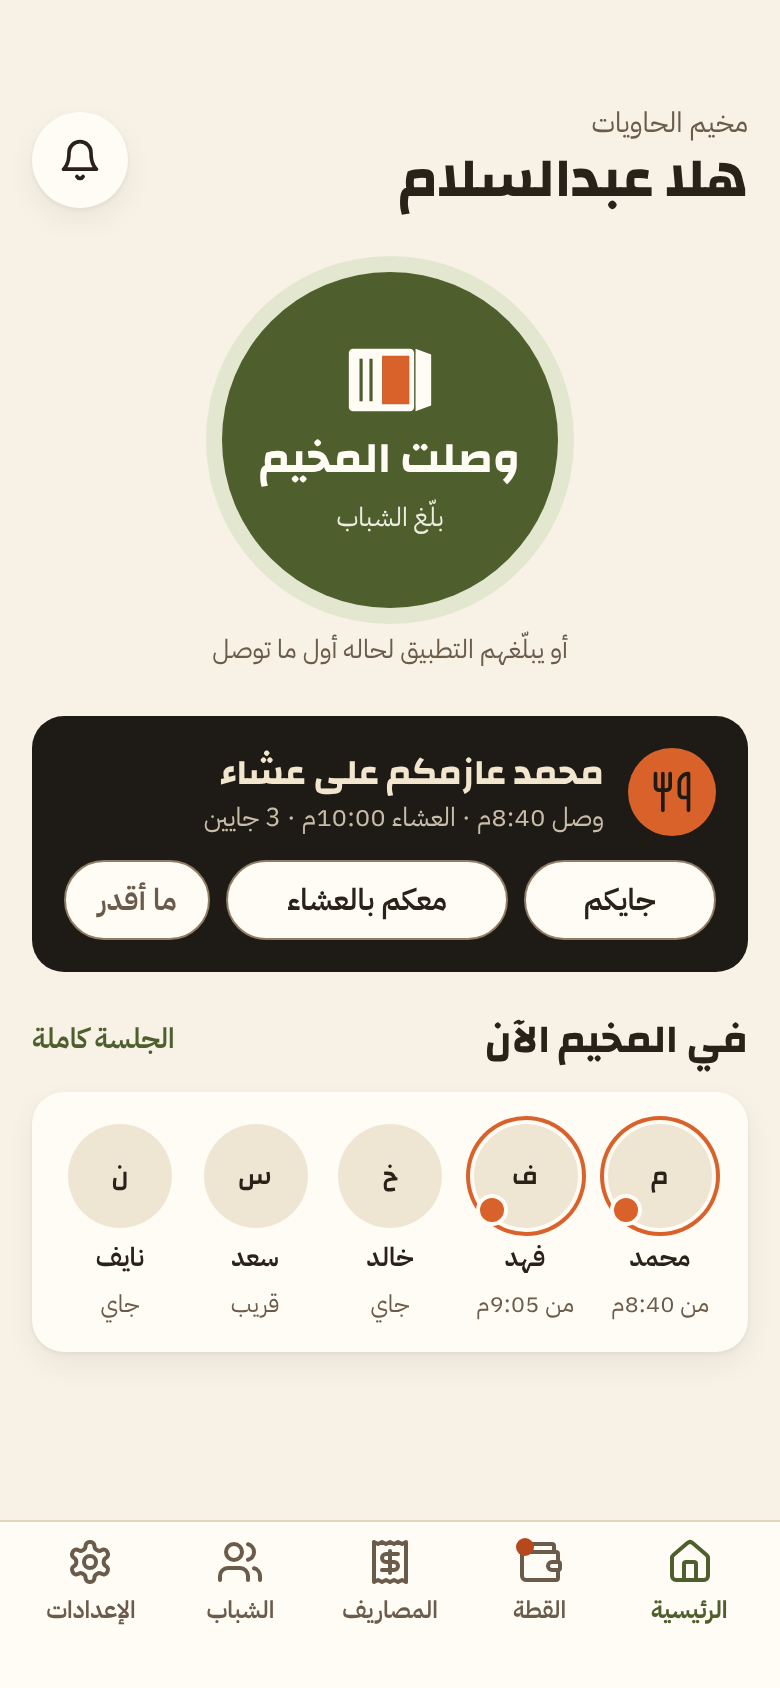 مخيم الحاويات
هلا عبدالسلام
وصلت المخيم
بلّغ الشباب
أو يبلّغهم التطبيق لحاله أول ما توصل
محمد عازمكم على عشاء
وصل 8:40م · العشاء 10:00م · 3 جايين
جايكم
معكم بالعشاء
ما أقدر
في المخيم الآن
الجلسة كاملة
م
ف
خ
س
ن
محمد
فهد
خالد
سعد
نايف
من 8:40م
من 9:05م
جاي
قريب
جاي
الرئيسية
القطة
المصاريف
الشباب
الإعدادات